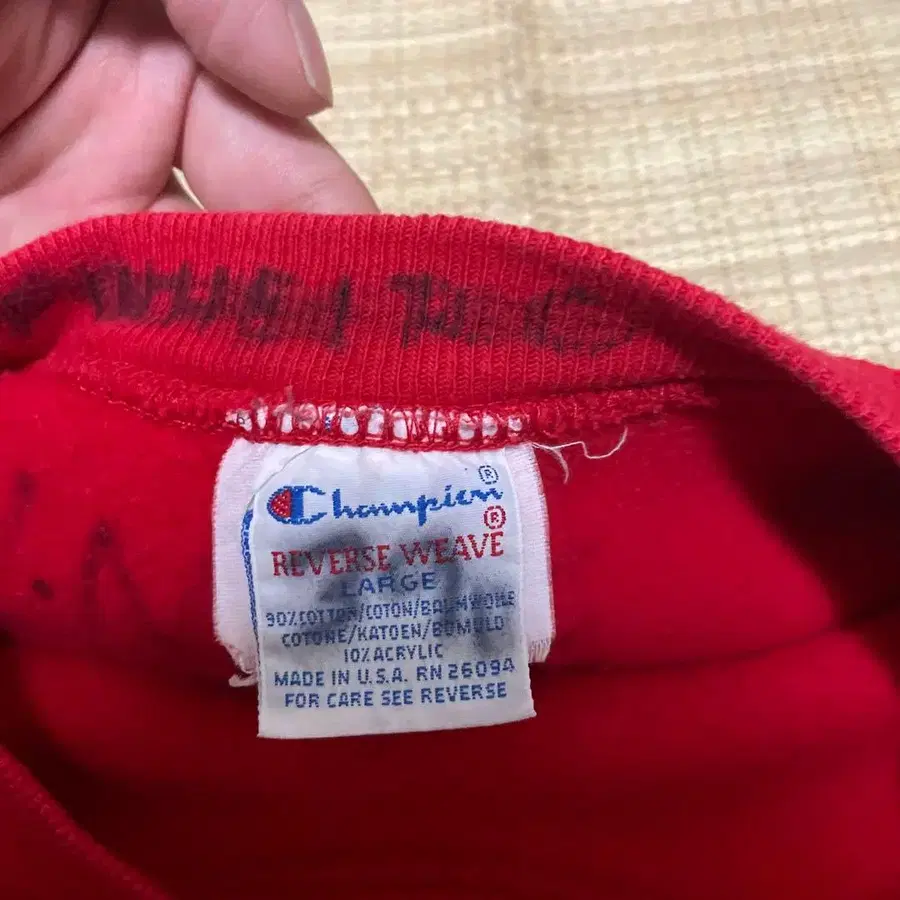 Champion®
REVERSE WEAVE®
LARGE
90% COTTON/COTON/BAUMWOLLE
COTONE/KATOEN/BOMULD
10% ACRYLIC
MADE IN U.S.A. RN 26094
FOR CARE SEE REVERSE